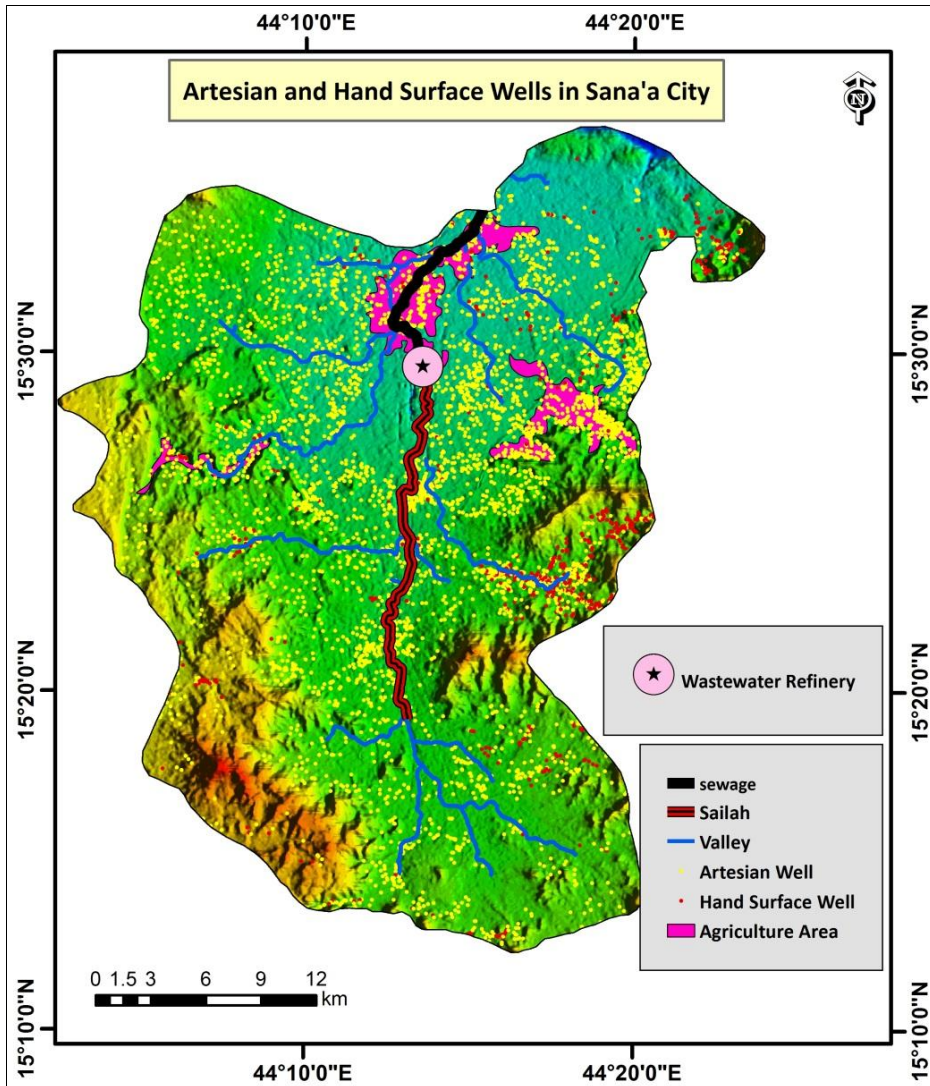 44°10'0"E
44°20'0"E
Artesian and Hand Surface Wells in Sana'a City
N
15°30'0"N
15°30'0"N
15°20'0"N
15°20'0"N
Wastewater Refinery
sewage
Sailah
Valley
Artesian Well
Hand Surface Well
Agriculture Area
0 1.5 3 6 9 12
km
15°10'0"N
15°10'0"N
44°10'0"E
44°20'0"E